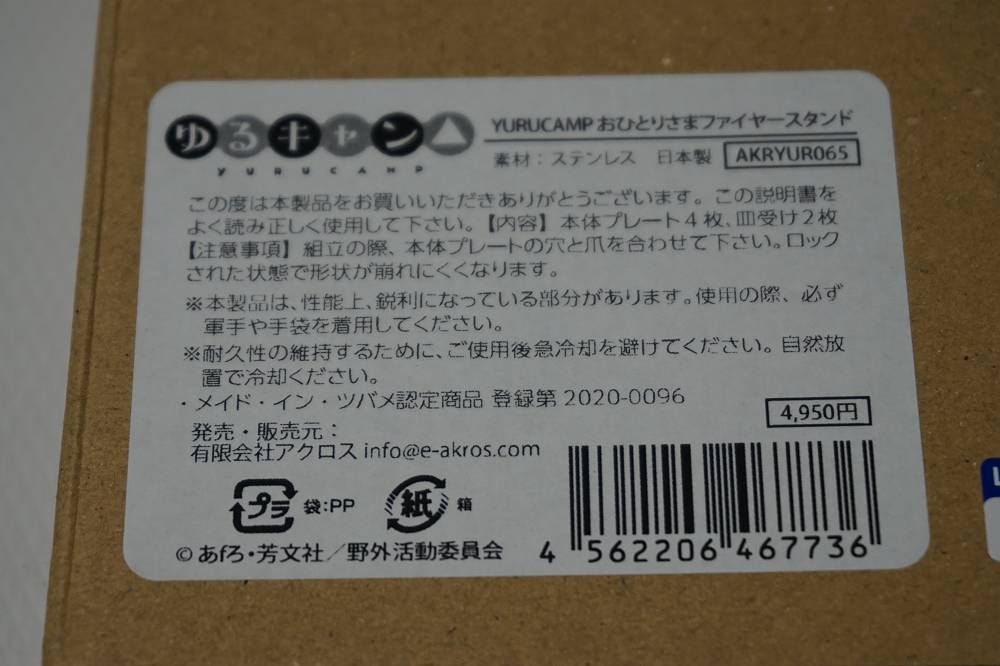 ゆるキャン△
YURUCAMP
YURUCAMP おひとりさまファイヤースタンド
素材：ステンレス 日本製 AKRYUR065
この度は本製品をお買いいただきありがとうございます。この説明書を
よく読み正しく使用して下さい。【内容】本体プレート４枚、皿受け２枚
【注意事項】組立の際、本体プレートの穴と爪を合わせて下さい。ロック
された状態で形状が崩れにくくなります。
※本製品は、性能上、鋭利になっている部分があります。使用の際、必ず
軍手や手袋を着用してください。
※耐久性の維持するために、ご使用後急冷却を避けてください。自然放
置で冷却ください。
・メイド・イン・ツバメ認定商品 登録第 2020-0096
4,950円
発売・販売元：
有限会社アクロス info@e-akros.com
プラ 袋:PP 紙 箱
©あfろ・芳文社／野外活動委員会
4 562206 467736